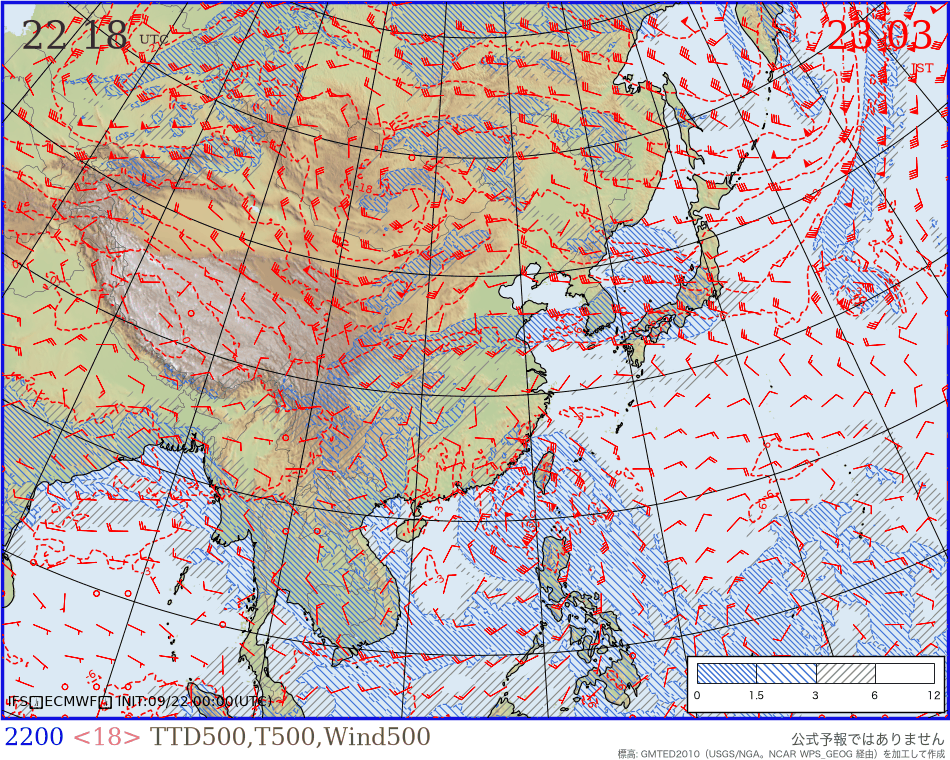 22 18 UTC
23 03 JST
IFS□ECMWF□ INIT:09/22 00:00(UTC)
0 1.5 3 6 12
2200 <18> TTD500,T500,Wind500
公式予報ではありません
標高: GMTED2010（USGS/NGA。NCAR WPS_GEOG 経由）を加工して作成